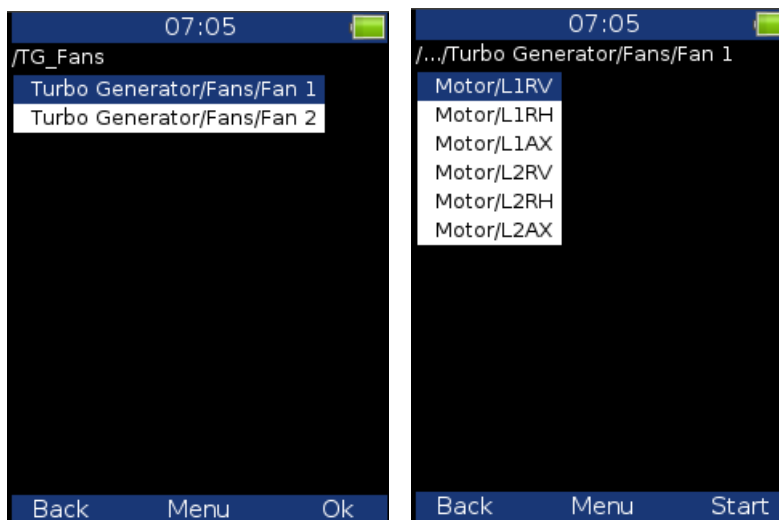 07:05
/TG_Fans
Turbo Generator/Fans/Fan 1
Turbo Generator/Fans/Fan 2
Back Menu Ok
07:05
/.../Turbo Generator/Fans/Fan 1
Motor/L1RV
Motor/L1RH
Motor/L1AX
Motor/L2RV
Motor/L2RH
Motor/L2AX
Back Menu Start